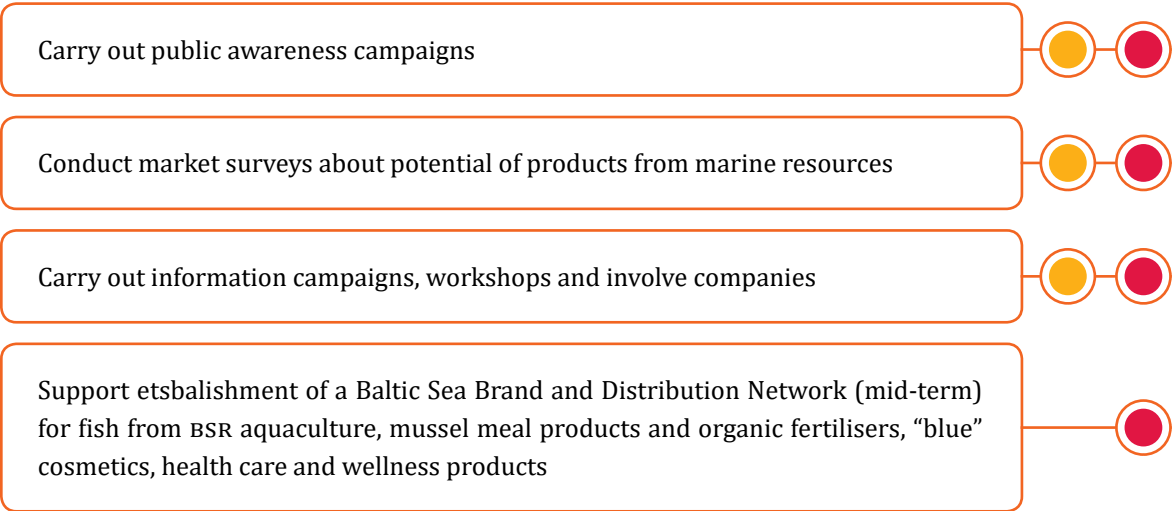 Carry out public awareness campaigns
Conduct market surveys about potential of products from marine resources
Carry out information campaigns, workshops and involve companies
Support etsbalishment of a Baltic Sea Brand and Distribution Network (mid-term)
for fish from BSR aquaculture, mussel meal products and organic fertilisers, “blue”
cosmetics, health care and wellness products